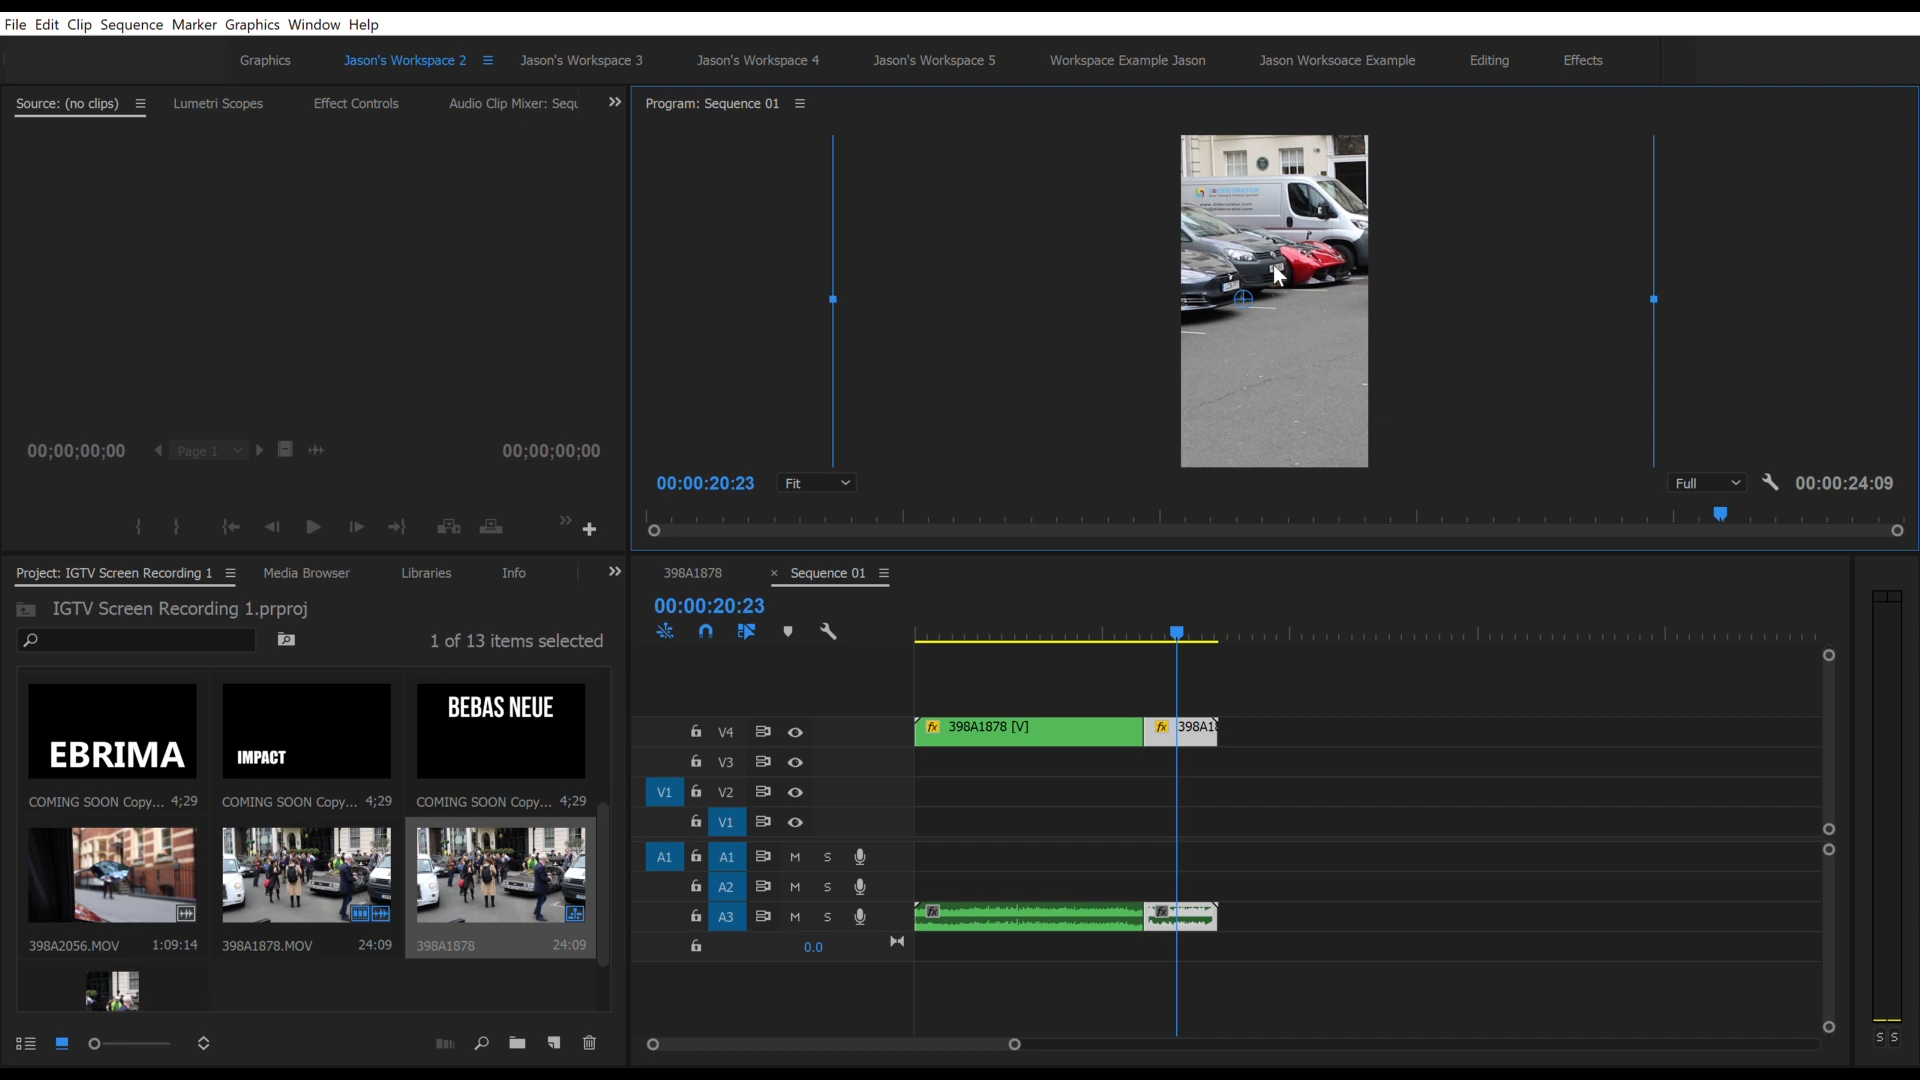 File Edit Clip Sequence Marker Graphics Window Help
Graphics Jason's Workspace 2 Jason's Workspace 3 Jason's Workspace 4 Jason's Workspace 5 Workspace Example Jason Jason Worksoace Example Editing Effects
Source: (no clips) Lumetri Scopes Effect Controls Audio Clip Mixer: Sequ
Program: Sequence 01
00;00;00;00 Page 1 00;00;00;00
00:00:20:23 Fit Full 00:00:24:09
Project: IGTV Screen Recording 1 Media Browser Libraries Info
IGTV Screen Recording 1.prproj
1 of 13 items selected
EBRIMA
IMPACT
BEBAS NEUE
COMING SOON Copy... 4;29 COMING SOON Copy... 4;29 COMING SOON Copy... 4;29
398A2056.MOV 1:09:14 398A1878.MOV 24:09 398A1878 24:09
398A1878 × Sequence 01
00:00:20:23
V4 fx 398A1878 [V] fx 398A18
V3
V1 V2
V1
A1 A1 M S
A2 M S
A3 M S fx fx
0.0
S S